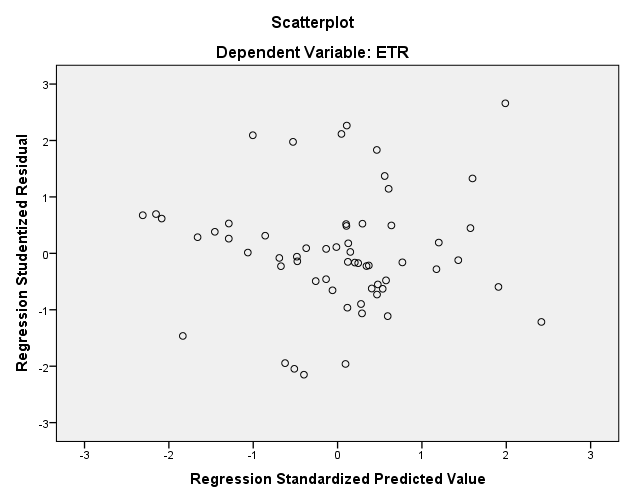 Scatterplot
Dependent Variable: ETR
Regression Studentized Residual
3
2
1
0
-1
-2
-3
-3 -2 -1 0 1 2 3
Regression Standardized Predicted Value